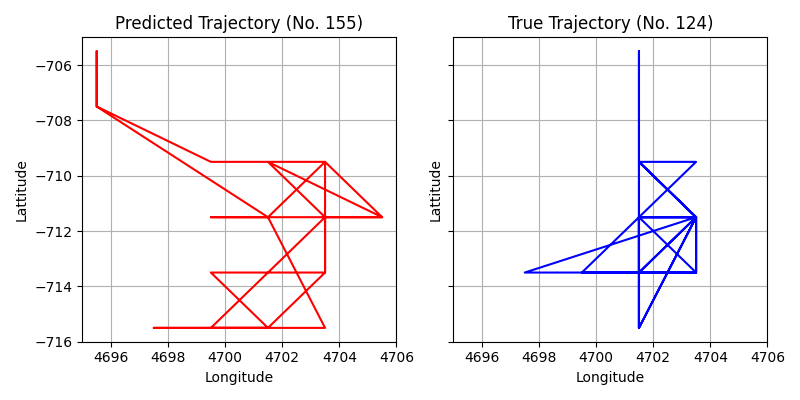 Predicted Trajectory (No. 155)
True Trajectory (No. 124)
Lattitude
−706
−708
−710
−712
−714
−716
4696 4698 4700 4702 4704 4706
Longitude
Lattitude
4696 4698 4700 4702 4704 4706
Longitude